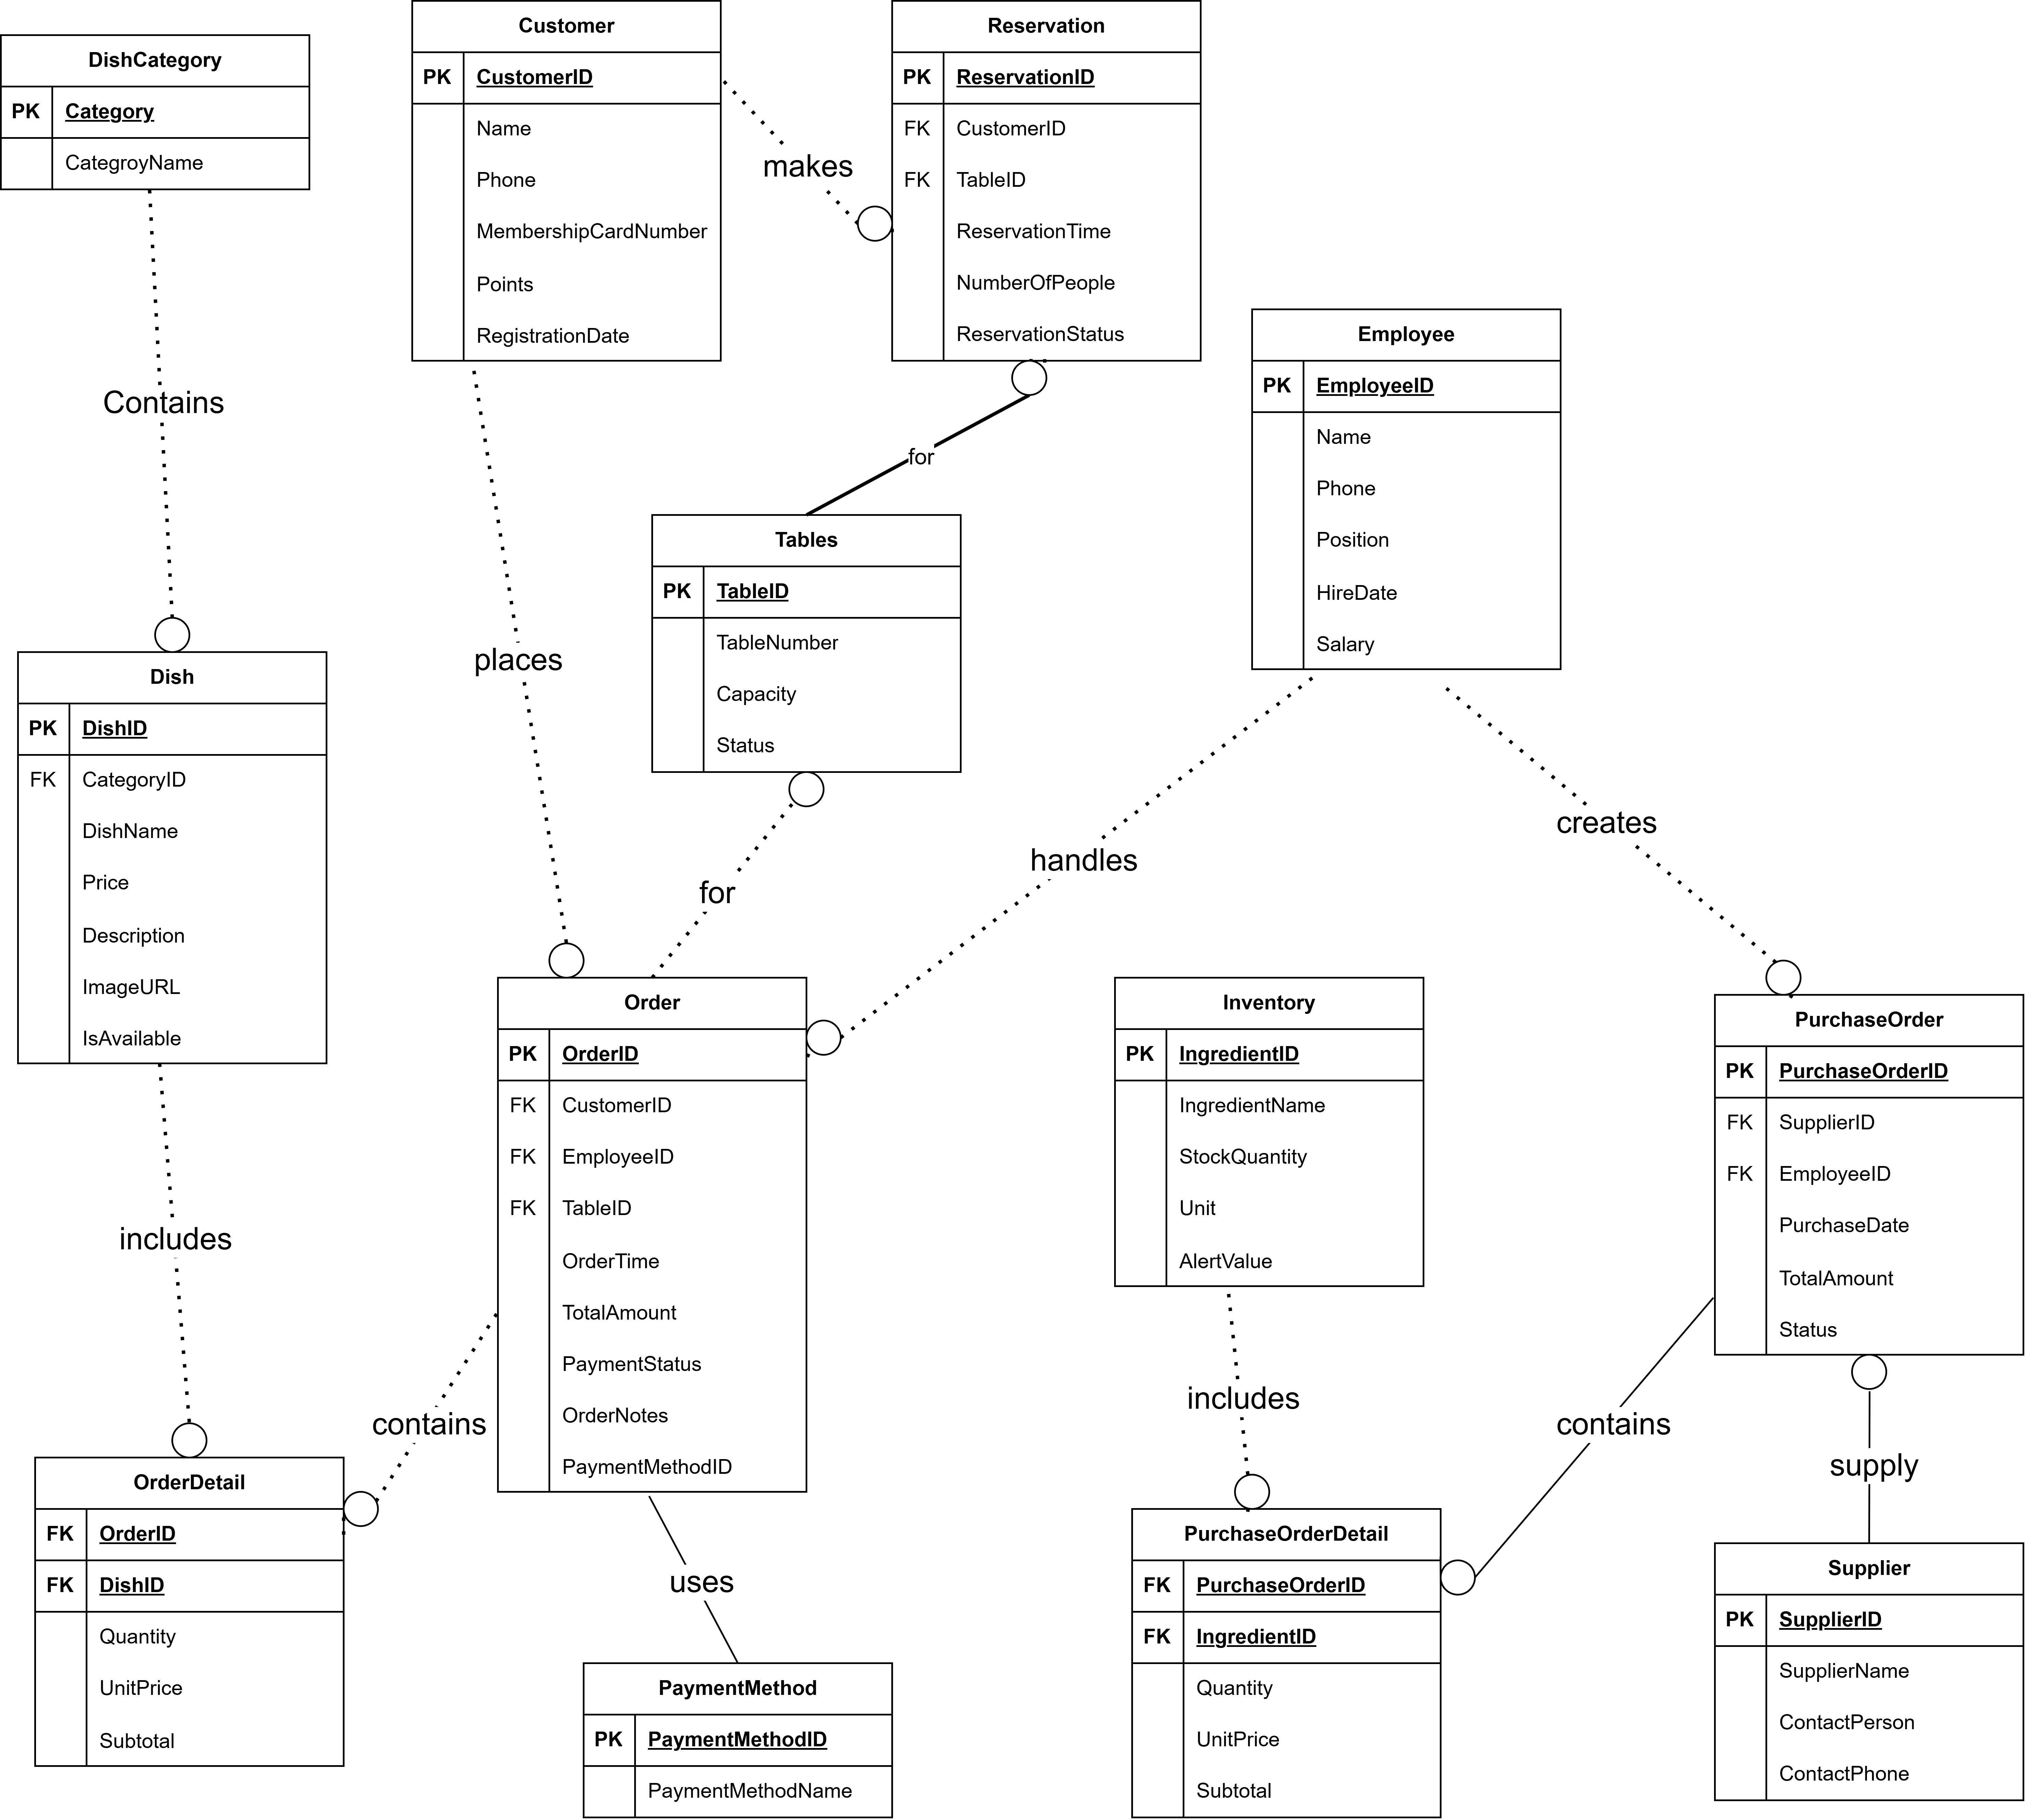 DishCategory
PK Category
CategroyName
Customer
PK CustomerID
Name
Phone
MembershipCardNumber
Points
RegistrationDate
Reservation
PK ReservationID
FK CustomerID
FK TableID
ReservationTime
NumberOfPeople
ReservationStatus
makes
Employee
PK EmployeeID
Name
Phone
Position
HireDate
Salary
Contains
for
places
Tables
PK TableID
TableNumber
Capacity
Status
Dish
PK DishID
FK CategoryID
DishName
Price
Description
ImageURL
IsAvailable
for
handles
creates
Order
PK OrderID
FK CustomerID
FK EmployeeID
FK TableID
OrderTime
TotalAmount
PaymentStatus
OrderNotes
PaymentMethodID
Inventory
PK IngredientID
IngredientName
StockQuantity
Unit
AlertValue
PurchaseOrder
PK PurchaseOrderID
FK SupplierID
FK EmployeeID
PurchaseDate
TotalAmount
Status
includes
contains
includes
contains
supply
OrderDetail
FK OrderID
FK DishID
Quantity
UnitPrice
Subtotal
uses
PaymentMethod
PK PaymentMethodID
PaymentMethodName
PurchaseOrderDetail
FK PurchaseOrderID
FK IngredientID
Quantity
UnitPrice
Subtotal
Supplier
PK SupplierID
SupplierName
ContactPerson
ContactPhone